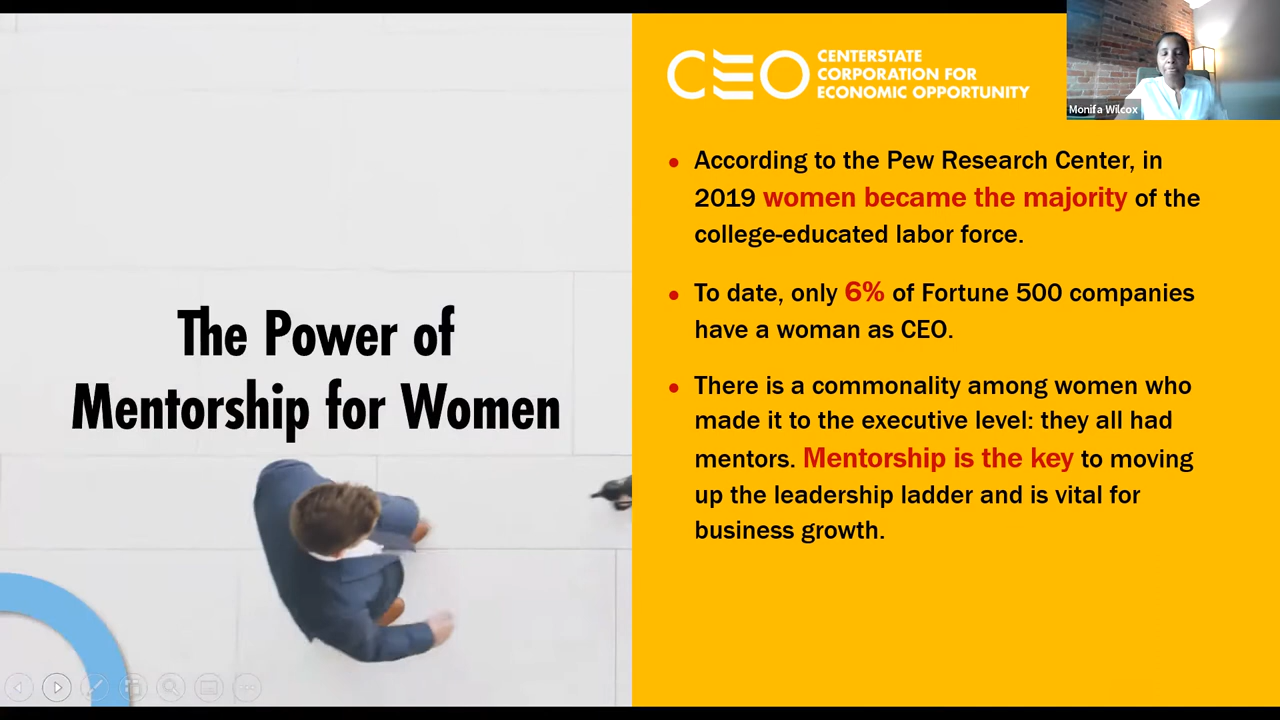 The Power of
Mentorship for Women
CEO
CENTERSTATE
CORPORATION FOR
ECONOMIC OPPORTUNITY
Monifa Wilcox
• According to the Pew Research Center, in
2019 women became the majority of the
college-educated labor force.
• To date, only 6% of Fortune 500 companies
have a woman as CEO.
• There is a commonality among women who
made it to the executive level: they all had
mentors. Mentorship is the key to moving
up the leadership ladder and is vital for
business growth.